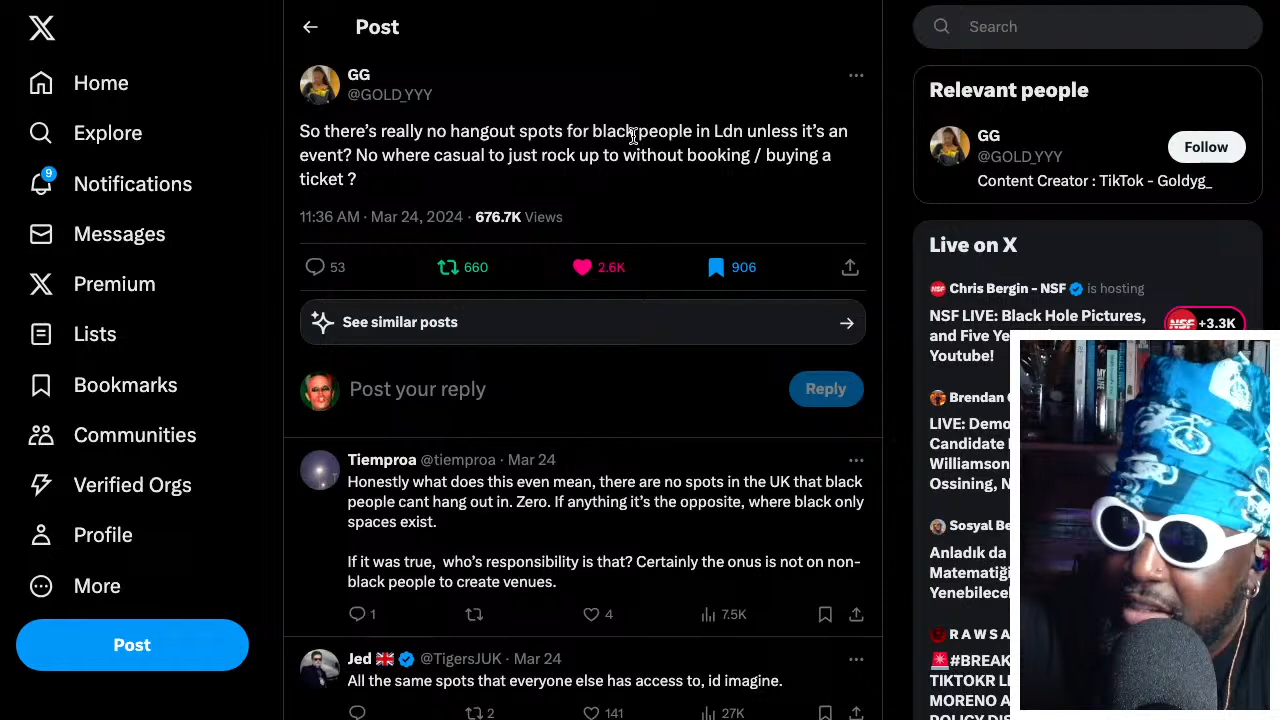 Post
Search
Home
Explore
9
Notifications
Messages
Premium
Lists
Bookmarks
Communities
Verified Orgs
Profile
More
Post
GG
@GOLD_YYY
So there's really no hangout spots for black people in Ldn unless it's an
event? No where casual to just rock up to without booking / buying a
ticket ?
11:36 AM · Mar 24, 2024 · 676.7K Views
53 660 2.6K 906
See similar posts
Post your reply
Reply
Tiemproa @tiemproa · Mar 24
Honestly what does this even mean, there are no spots in the UK that black
people cant hang out in. Zero. If anything it's the opposite, where black only
spaces exist.
If it was true, who's responsibility is that? Certainly the onus is not on non-
black people to create venues.
1 4 7.5K
Jed 🇬🇧 @TigersJUK · Mar 24
All the same spots that everyone else has access to, id imagine.
2 141 27K
Relevant people
GG
@GOLD_YYY
Follow
Content Creator : TikTok - Goldyg_
Live on X
NSF Chris Bergin - NSF is hosting
NSF LIVE: Black Hole Pictures,
and Five Ye
Youtube!
NSF +3.3K
Brendan
LIVE: Demo
Candidate
Williamson
Ossining, N
Sosyal Be
Anladık da
Matematiği
Yenebilece
R A W S A
🚨#BREAK
TIKTOKR L
MORENO A
POLICY DIS